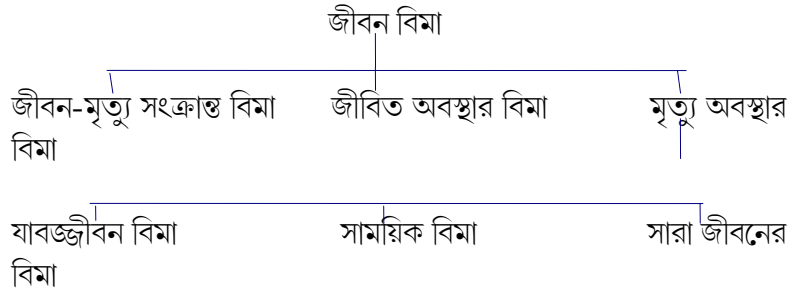 জীবন বিমা
জীবন-মৃত্যু সংক্রান্ত বিমা জীবিত অবস্থার বিমা মৃত্যু অবস্থার
বিমা
যাবজ্জীবন বিমা সাময়িক বিমা সারা জীবনের
বিমা